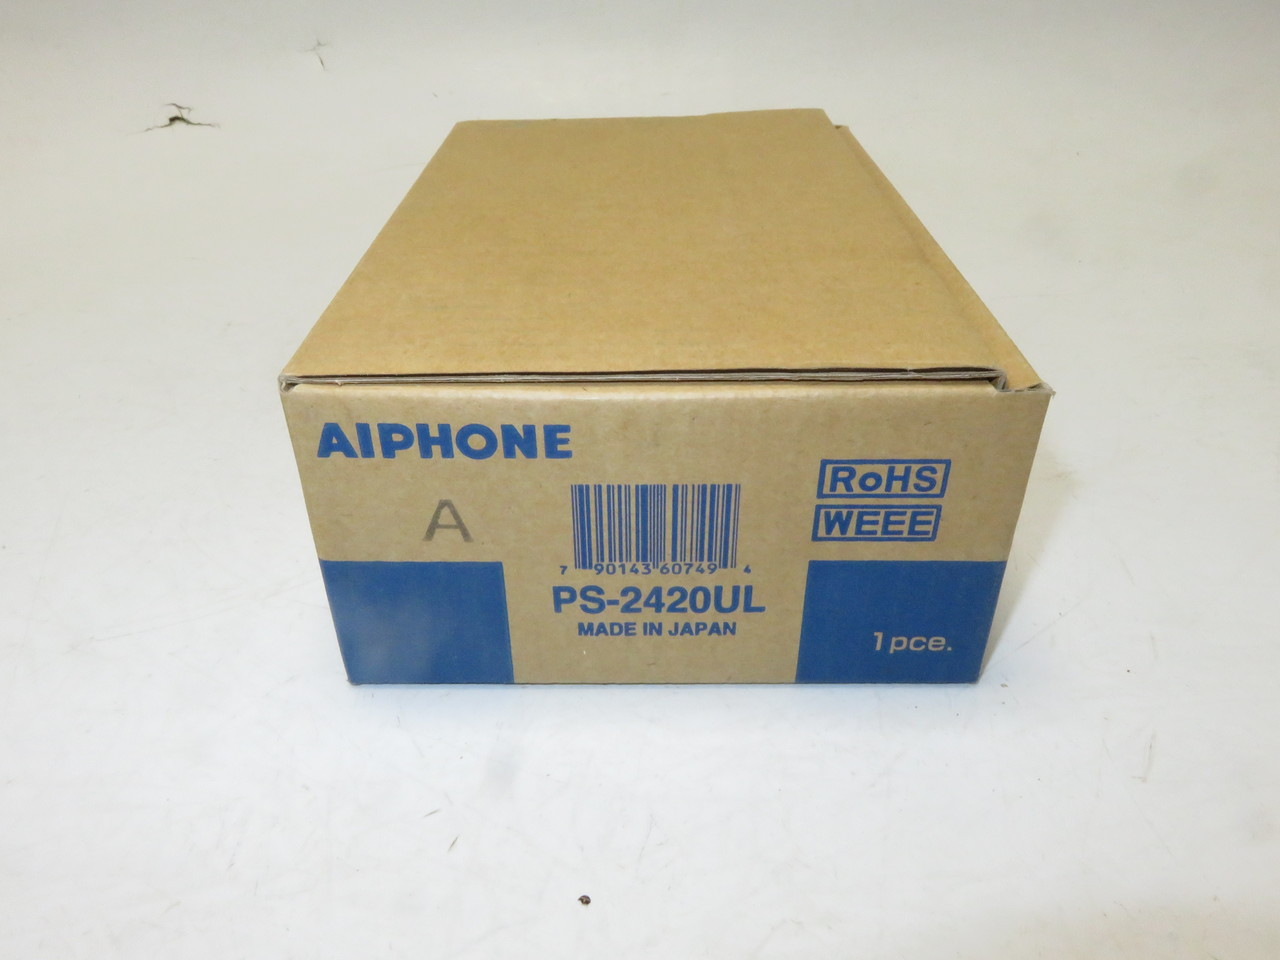 AIPHONE
RoHS
WEEE
A
7 90143 60749 4
PS-2420UL
MADE IN JAPAN
1pce.